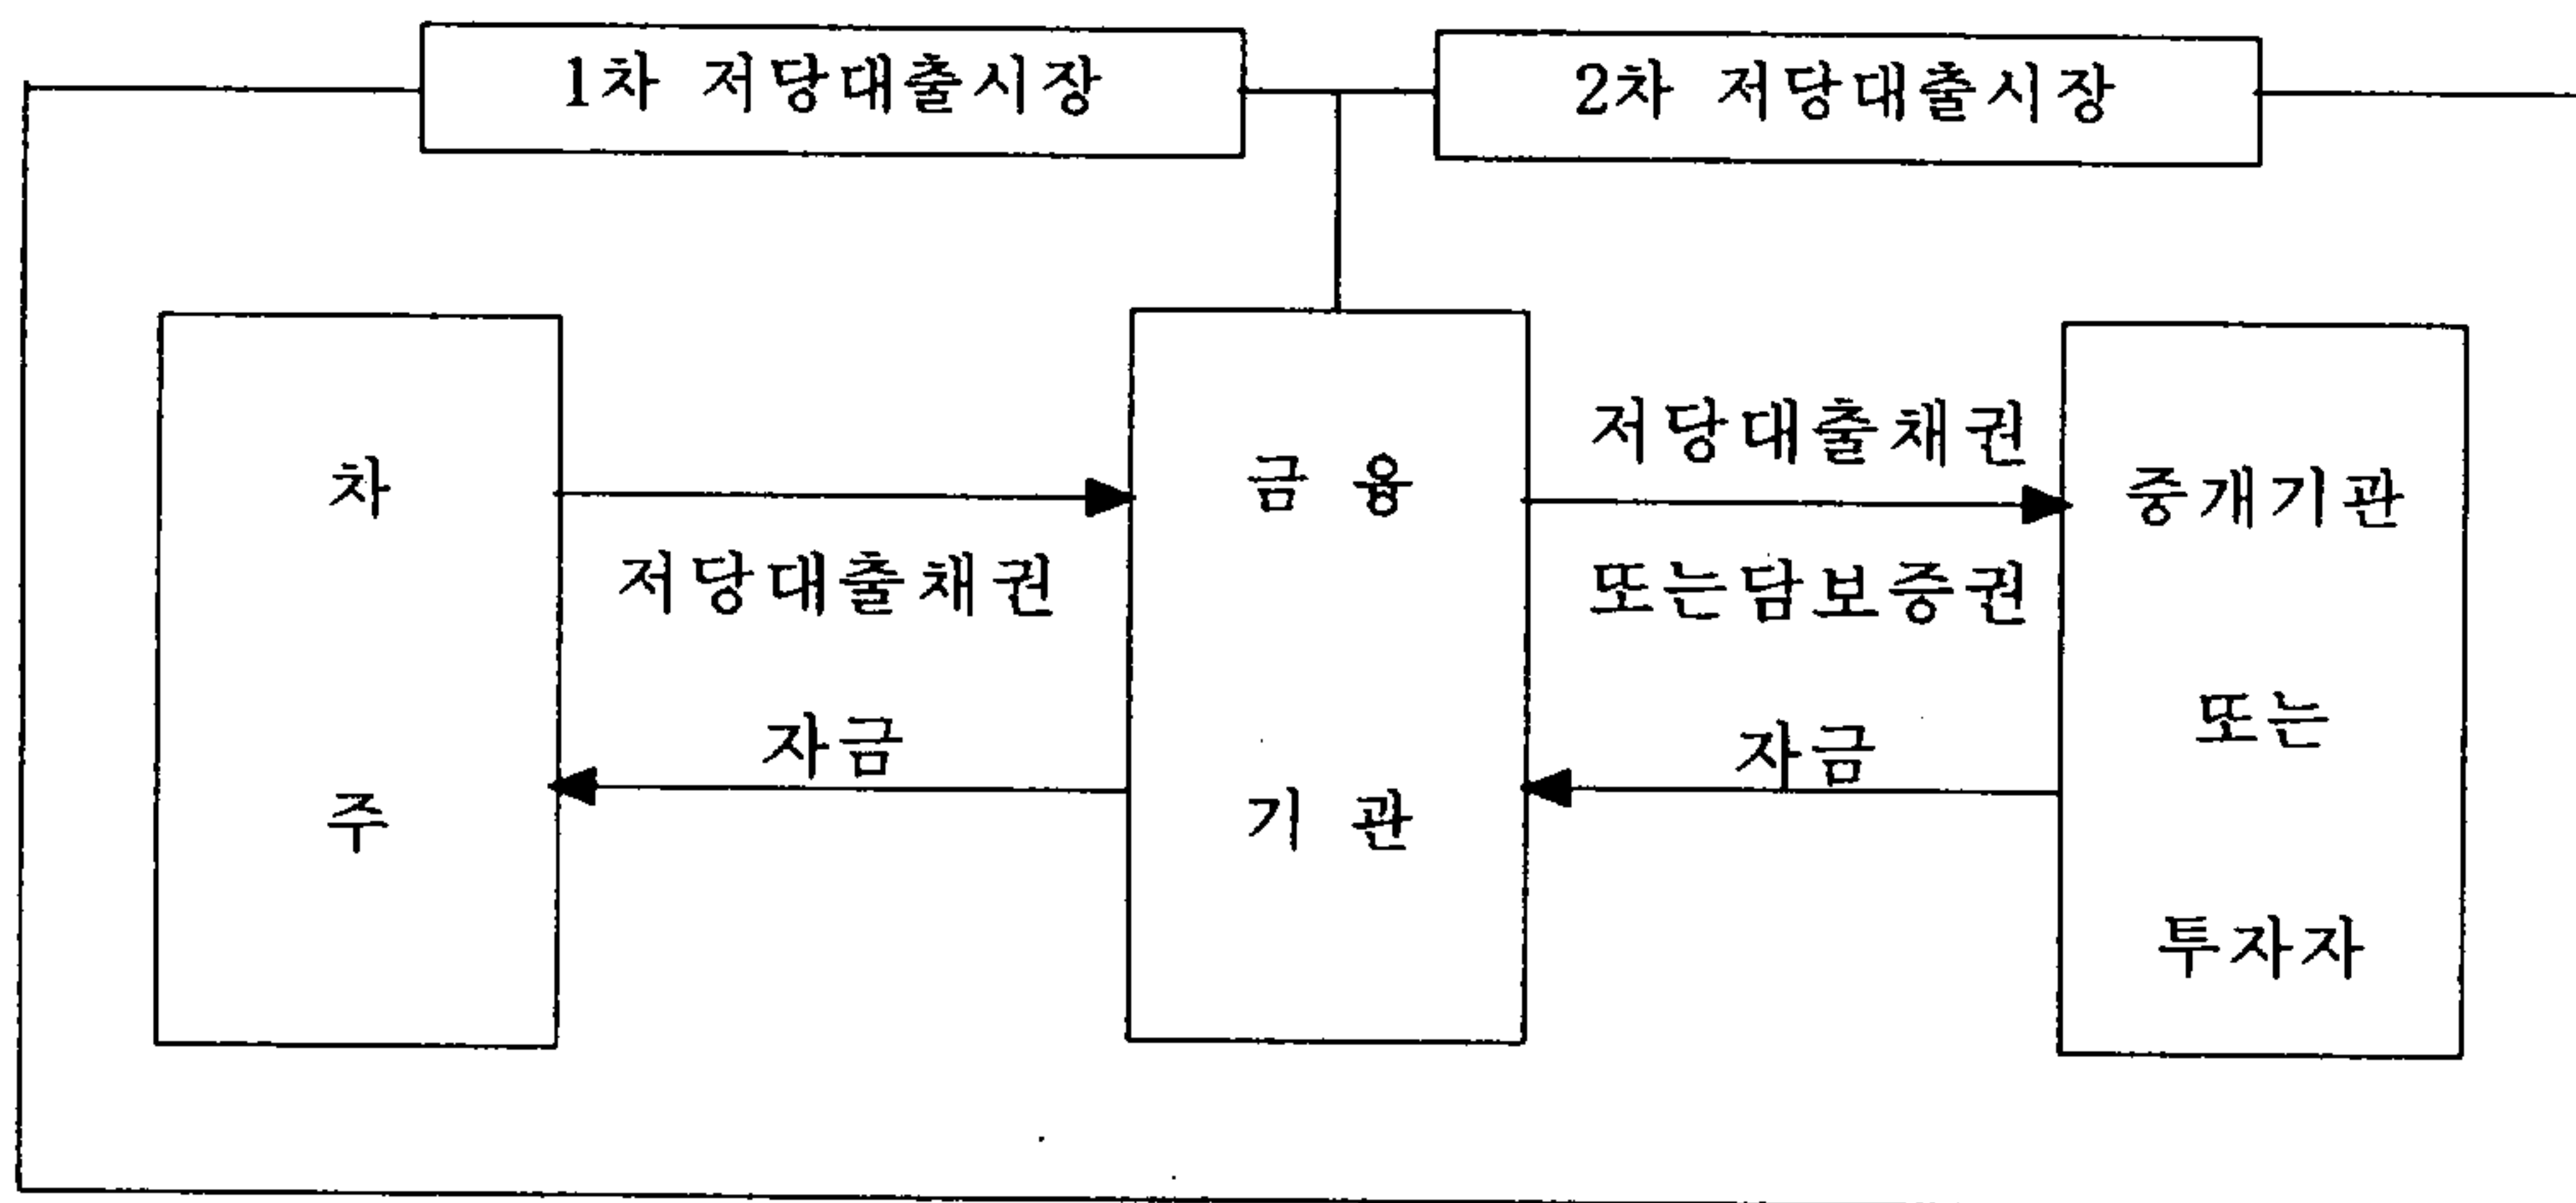 1차 저당대출시장
2차 저당대출시장
차
주
저당대출채권
자금
금 융
기 관
저당대출채권
또는담보증권
자금
중개기관
또는
투자자